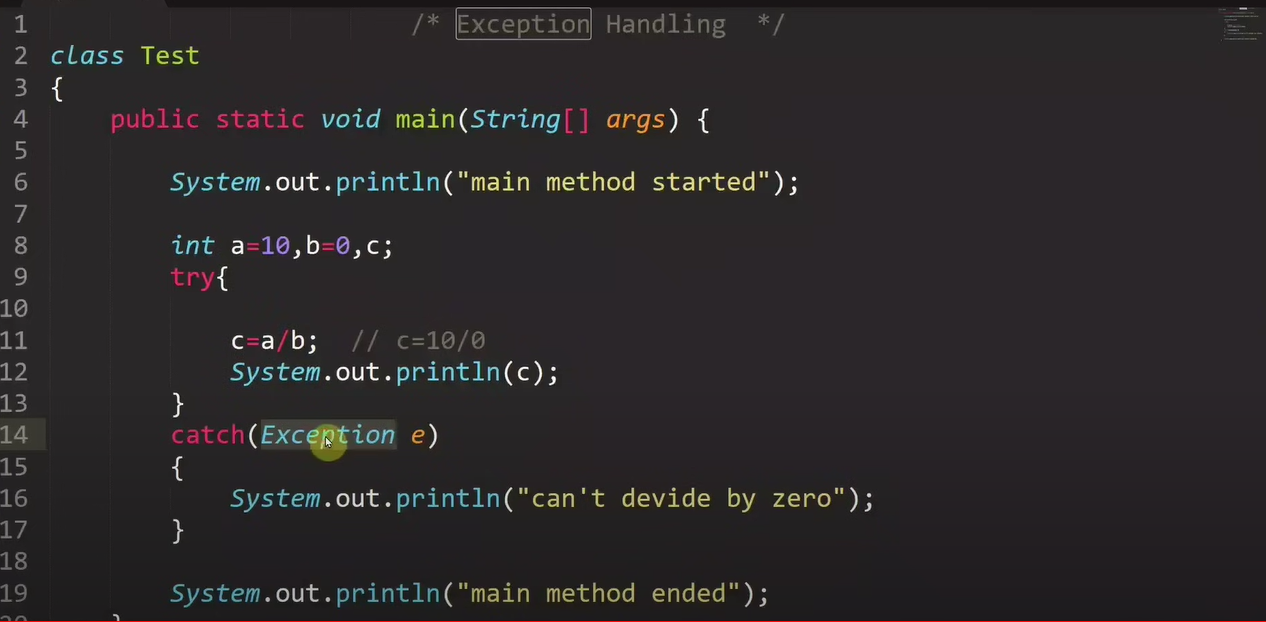 1 /* Exception Handling */
2 class Test
3 {
4 public static void main(String[] args) {
5
6 System.out.println("main method started");
7
8 int a=10,b=0,c;
9 try{
10
11 c=a/b; // c=10/0
12 System.out.println(c);
13 }
14 catch(Exception e)
15 {
16 System.out.println("can't devide by zero");
17 }
18
19 System.out.println("main method ended");